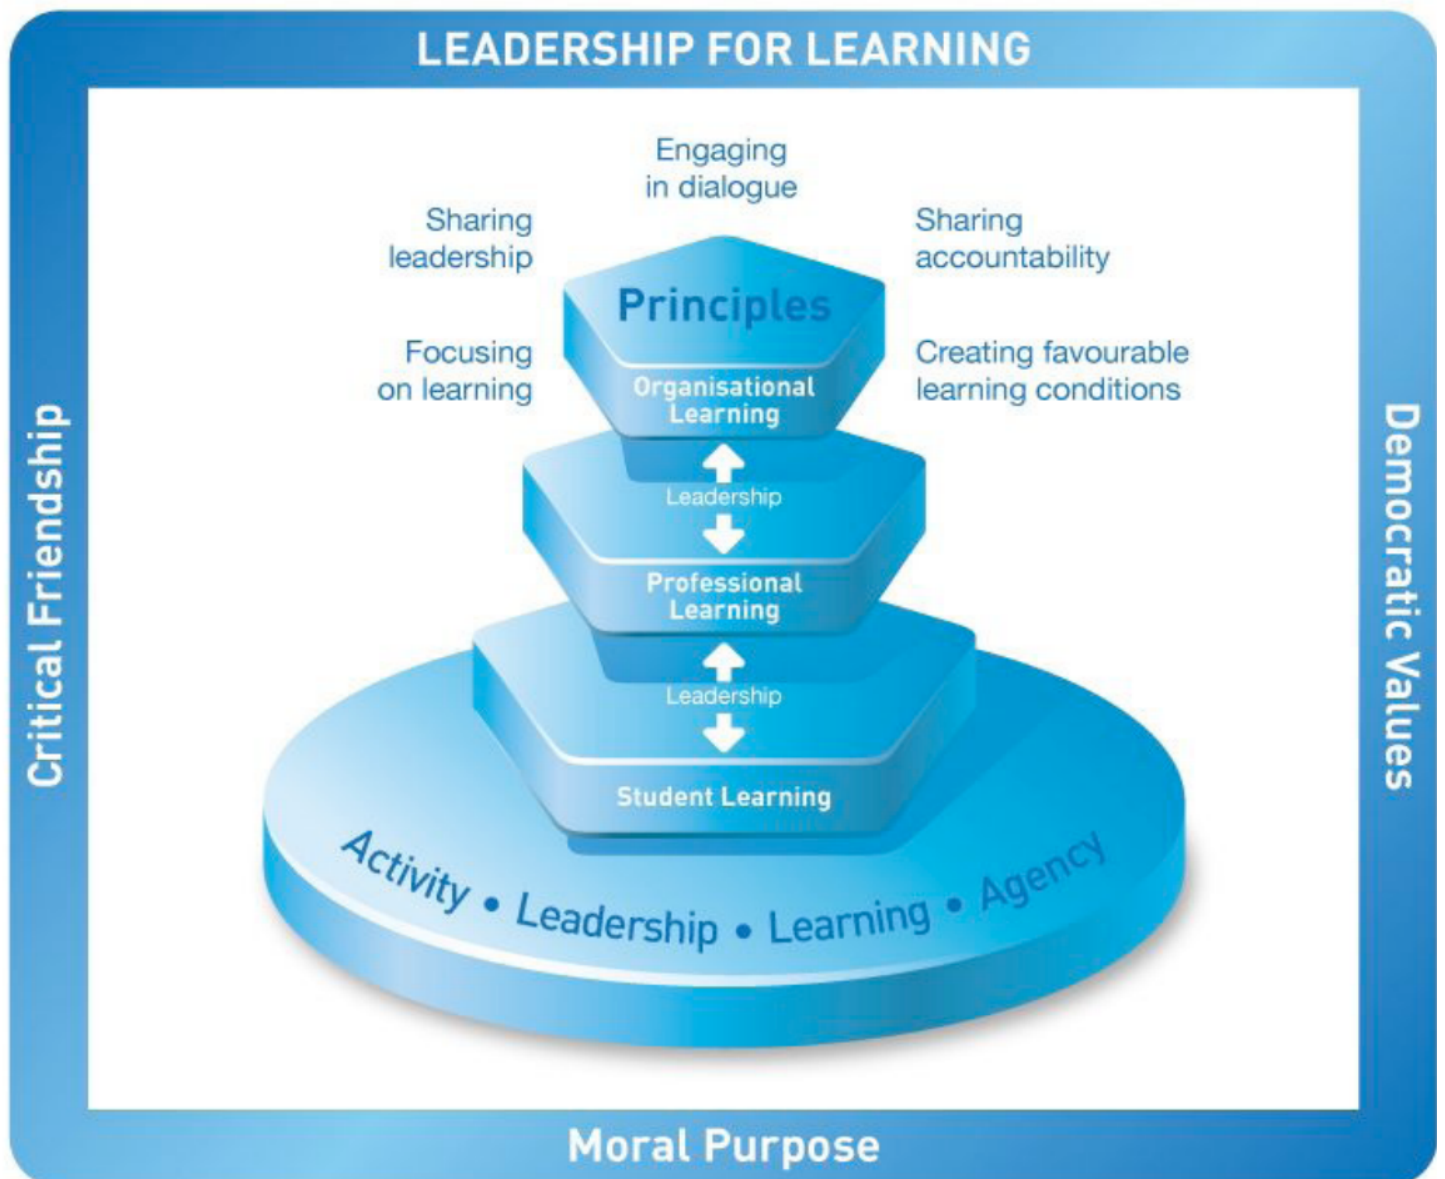 LEADERSHIP FOR LEARNING
Engaging
in dialogue
Sharing
leadership
Sharing
accountability
Principles
Focusing
on learning
Creating favourable
learning conditions
Organisational
Learning
Leadership
Professional
Learning
Leadership
Student Learning
Activity • Leadership • Learning • Agency
Critical Friendship
Democratic Values
Moral Purpose